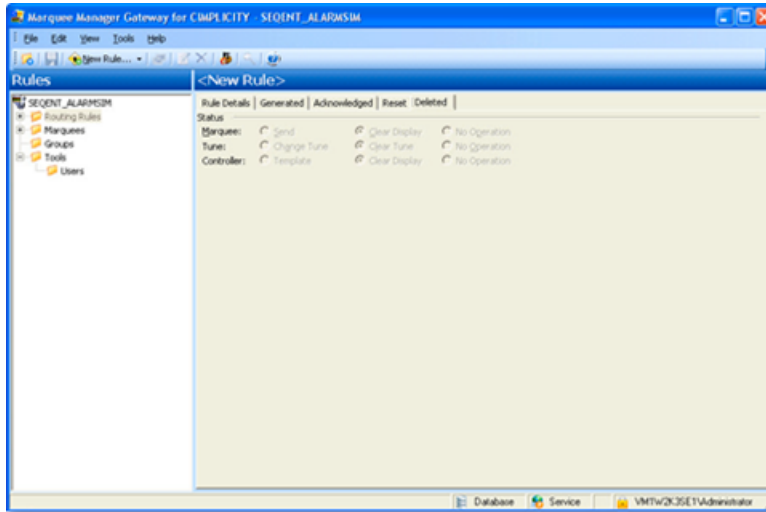 Marquee Manager Gateway for CIMPLICITY - SEQENT_ALARMSIM
File Edit View Tools Help
New Rule...
Rules
<New Rule>
SEQENT_ALARMSIM
Routing Rules
Marquees
Groups
Tools
Users
Rule Details Generated Acknowledged Reset Deleted
Status
Marquee: Send Clear Display No Operation
Tune: Change Tune Clear Tune No Operation
Controller: Template Clear Display No Operation
Database Service VMTW2K3SE1\Administrator